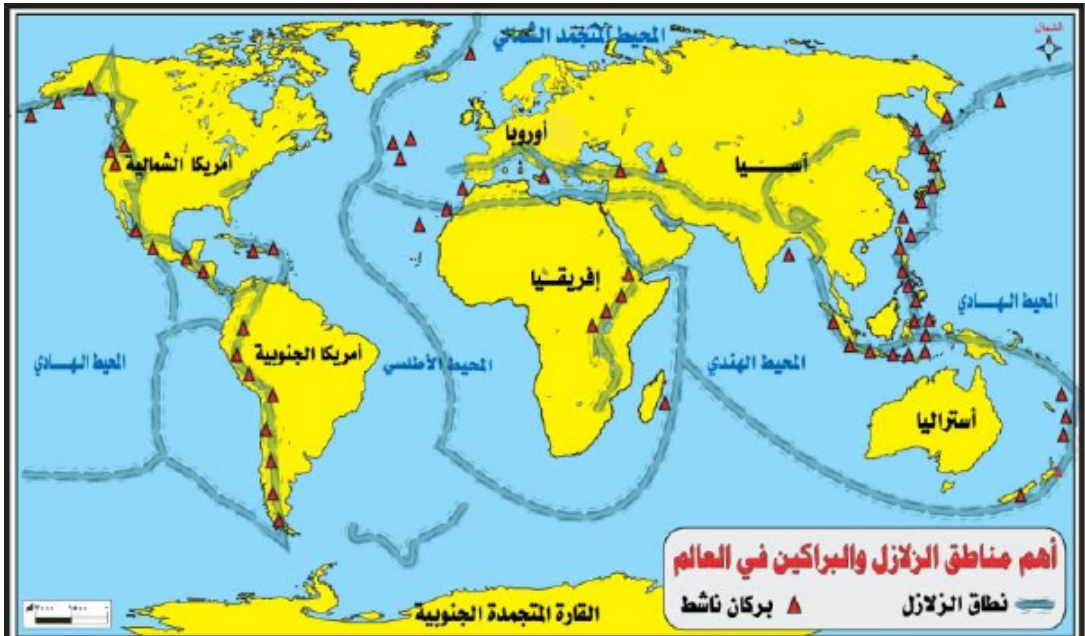 المحيط المتجمد الشمالي
الشمال
أوروبا
أمريكا الشمالية
آسيا
إفريقيا
المحيط الهادي
أمريكا الجنوبية
المحيط الهادي
المحيط الأطلسي
المحيط الهندي
أستراليا
أهم مناطق الزلازل والبراكين في العالم
نطاق الزلازل
بركان ناشط
القارة المتجمدة الجنوبية